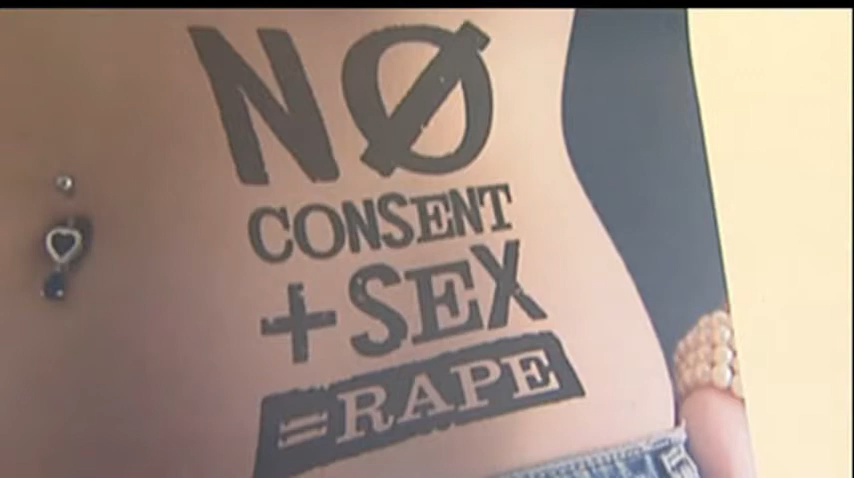 NØ
CONSENT
+SEX
=RAPE